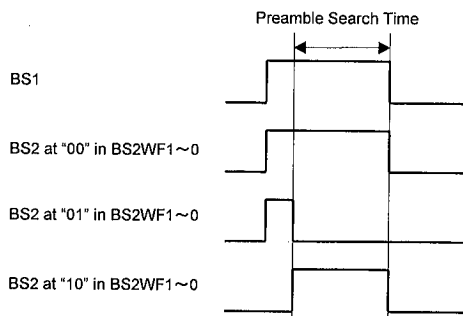 Preamble Search Time
BS1
BS2 at “00” in BS2WF1～0
BS2 at “01” in BS2WF1～0
BS2 at “10” in BS2WF1～0